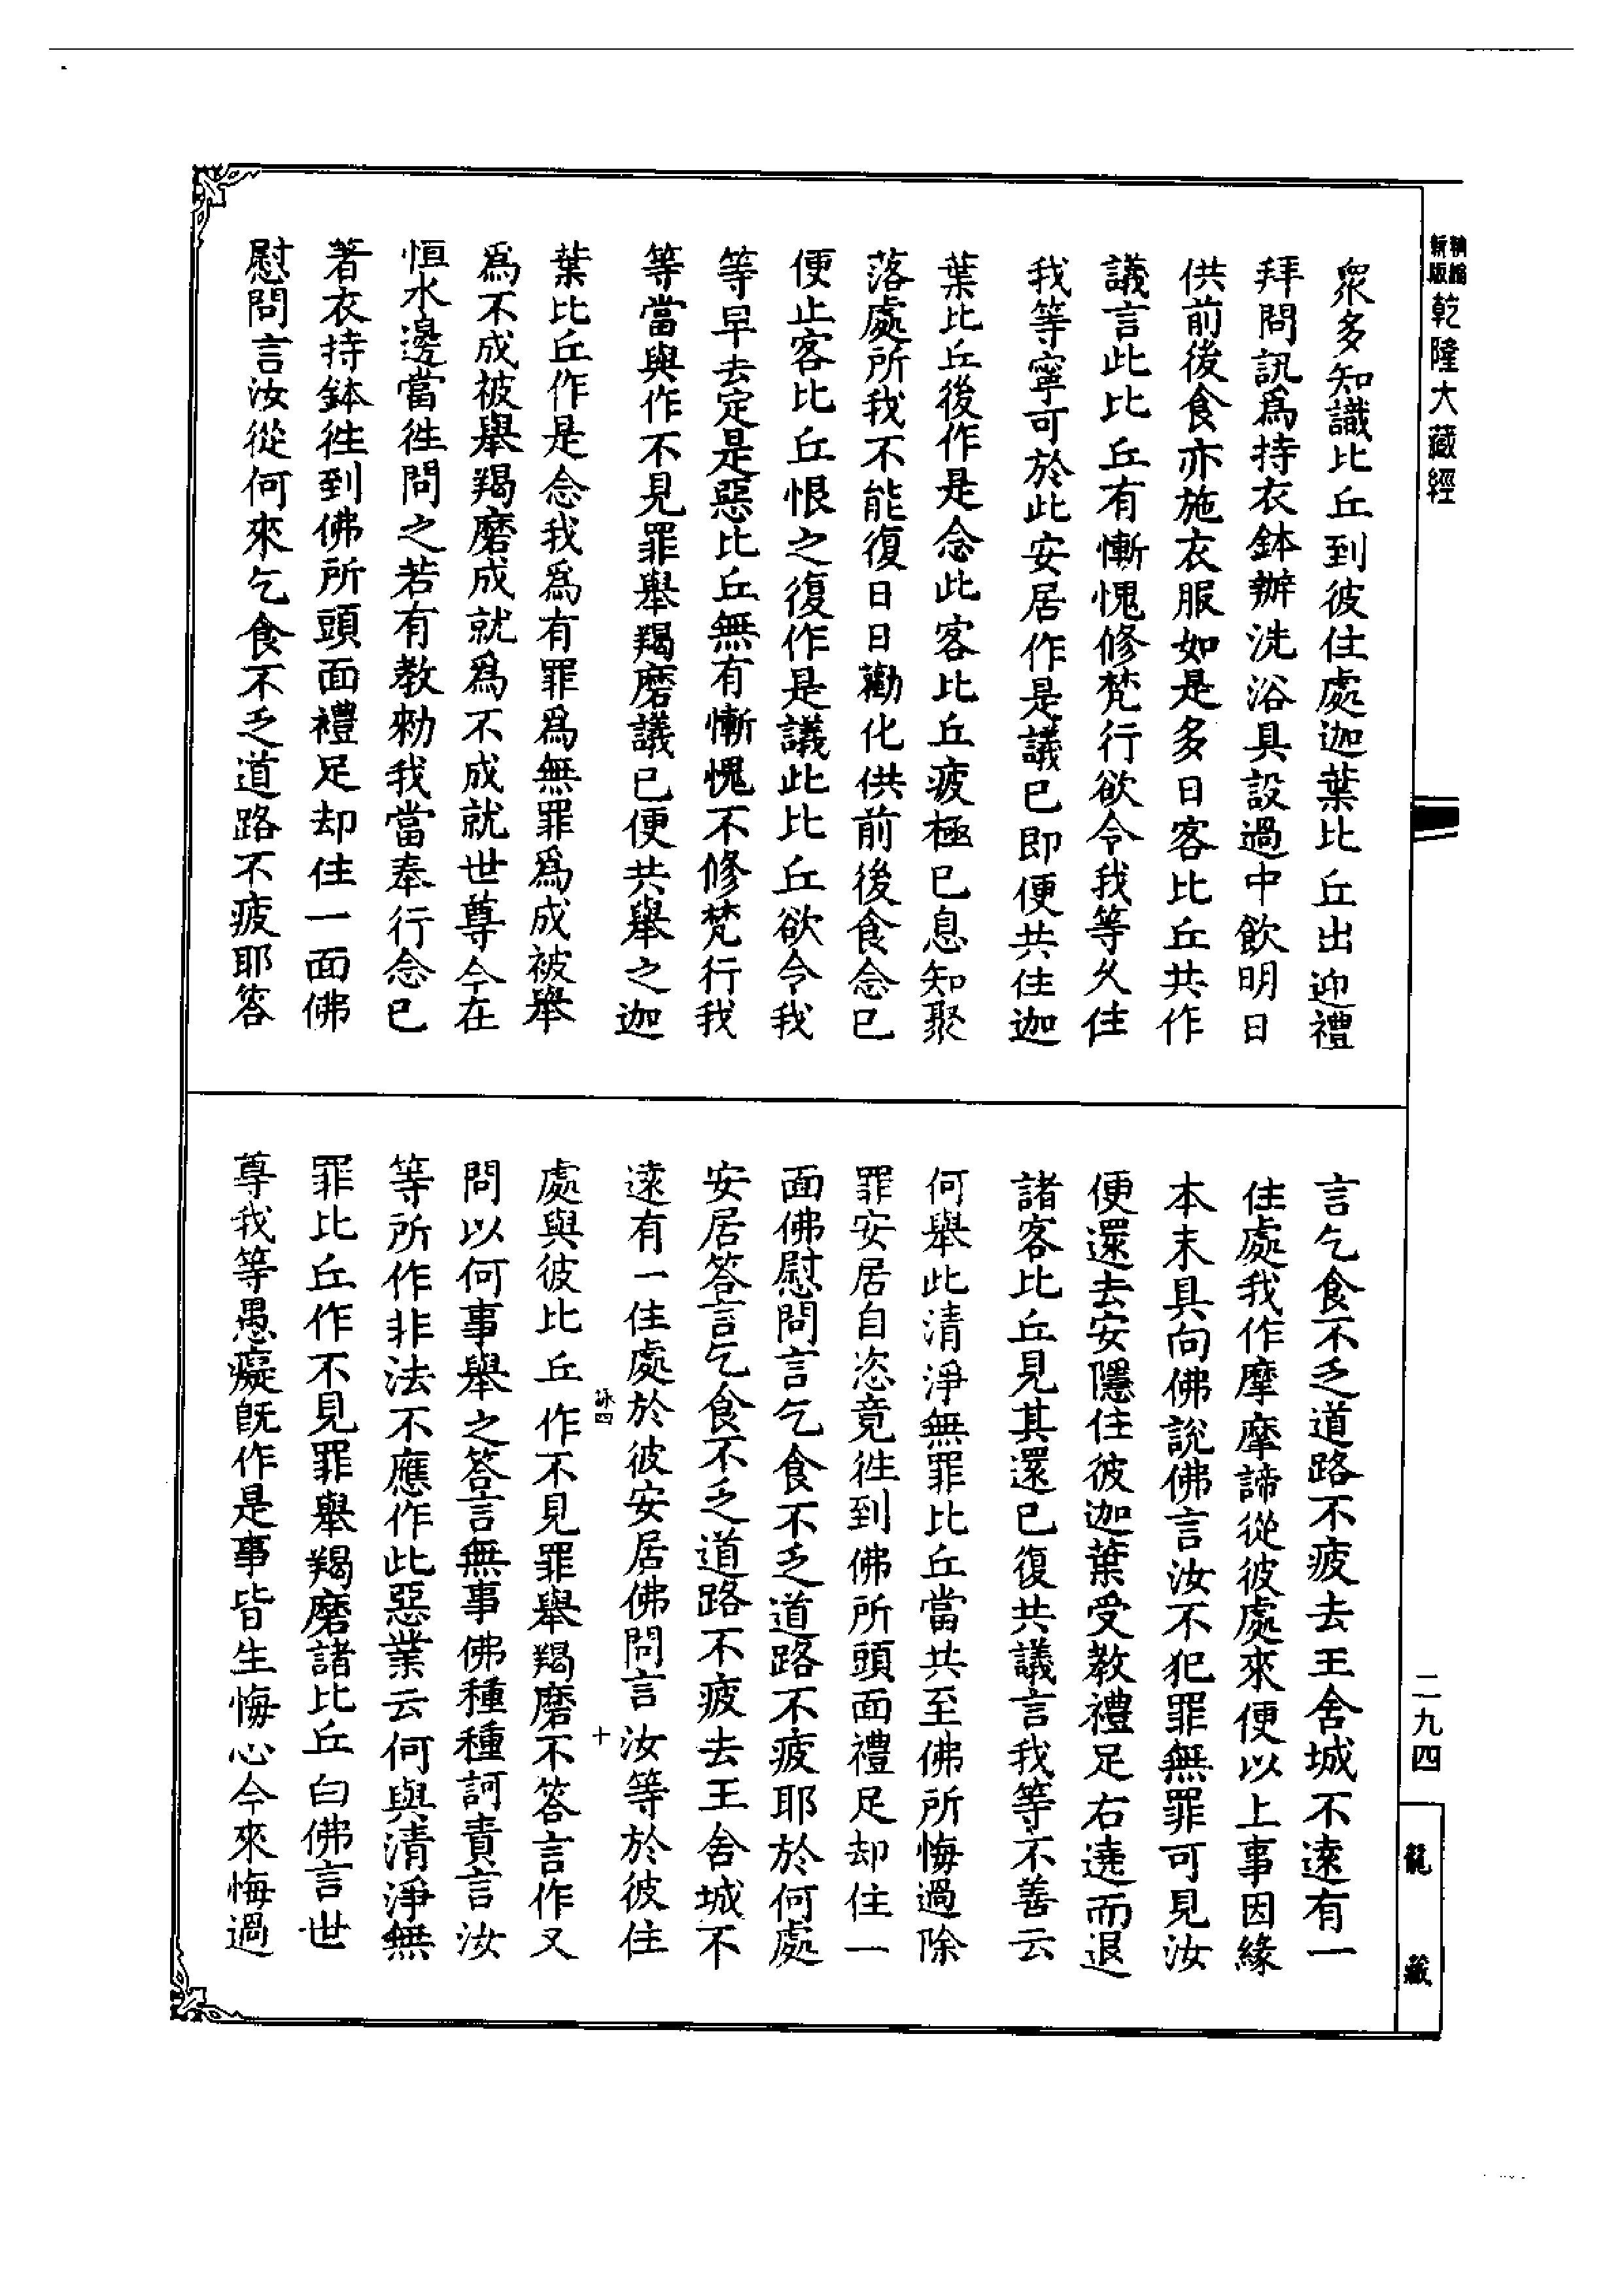 新版精縮乾隆大藏經
衆多知識比丘到彼住處迦葉比丘出迎禮
拜問訊爲持衣鉢辦洗浴具設過中飲明日
供前後食亦施衣服如是多日客比丘共作
議言此比丘有慚愧修梵行欲令我等久住
我等寧可於此安居作是議已即便共住迦
葉比丘後作是念此客比丘疲極已息知聚
落處所我不能復日日勸化供前後食念已
便止客比丘恨之復作是議此比丘欲令我
等早去定是惡比丘無有慚愧不修梵行我
等當與作不見罪舉羯磨議已便共舉之迦
葉比丘作是念我爲有罪爲無罪爲成被舉
爲不成被舉羯磨成就爲不成就世尊今在
恒水邊當徃問之若有教勑我當奉行念已
著衣持鉢徃到佛所頭面禮足却住一面佛
慰問言汝從何來乞食不乏道路不疲耶答
言乞食不乏道路不疲去王舍城不遠有一
住處我作摩摩諦從彼處來便以上事因緣
本末具向佛說佛言汝不犯罪無罪可見汝
便還去安隱住彼迦葉受教禮足右遶而退
諸客比丘見其還已復共議言我等不善云
何舉此清淨無罪比丘當共至佛所悔過除
罪安居自恣竟徃到佛所頭面禮足却住一
面佛慰問言乞食不乏道路不疲耶於何處
安居答言乞食不乏道路不疲去王舍城不
遠有一住處於彼安居佛問言汝等於彼住
詠四 十
處與彼比丘作不見罪舉羯磨不答言作又
問以何事舉之答言無事佛種種訶責言汝
等所作非法不應作此惡業云何與清淨無
罪比丘作不見罪舉羯磨諸比丘白佛言世
尊我等愚癡旣作是事皆生悔心今來悔過
二九四
龍藏